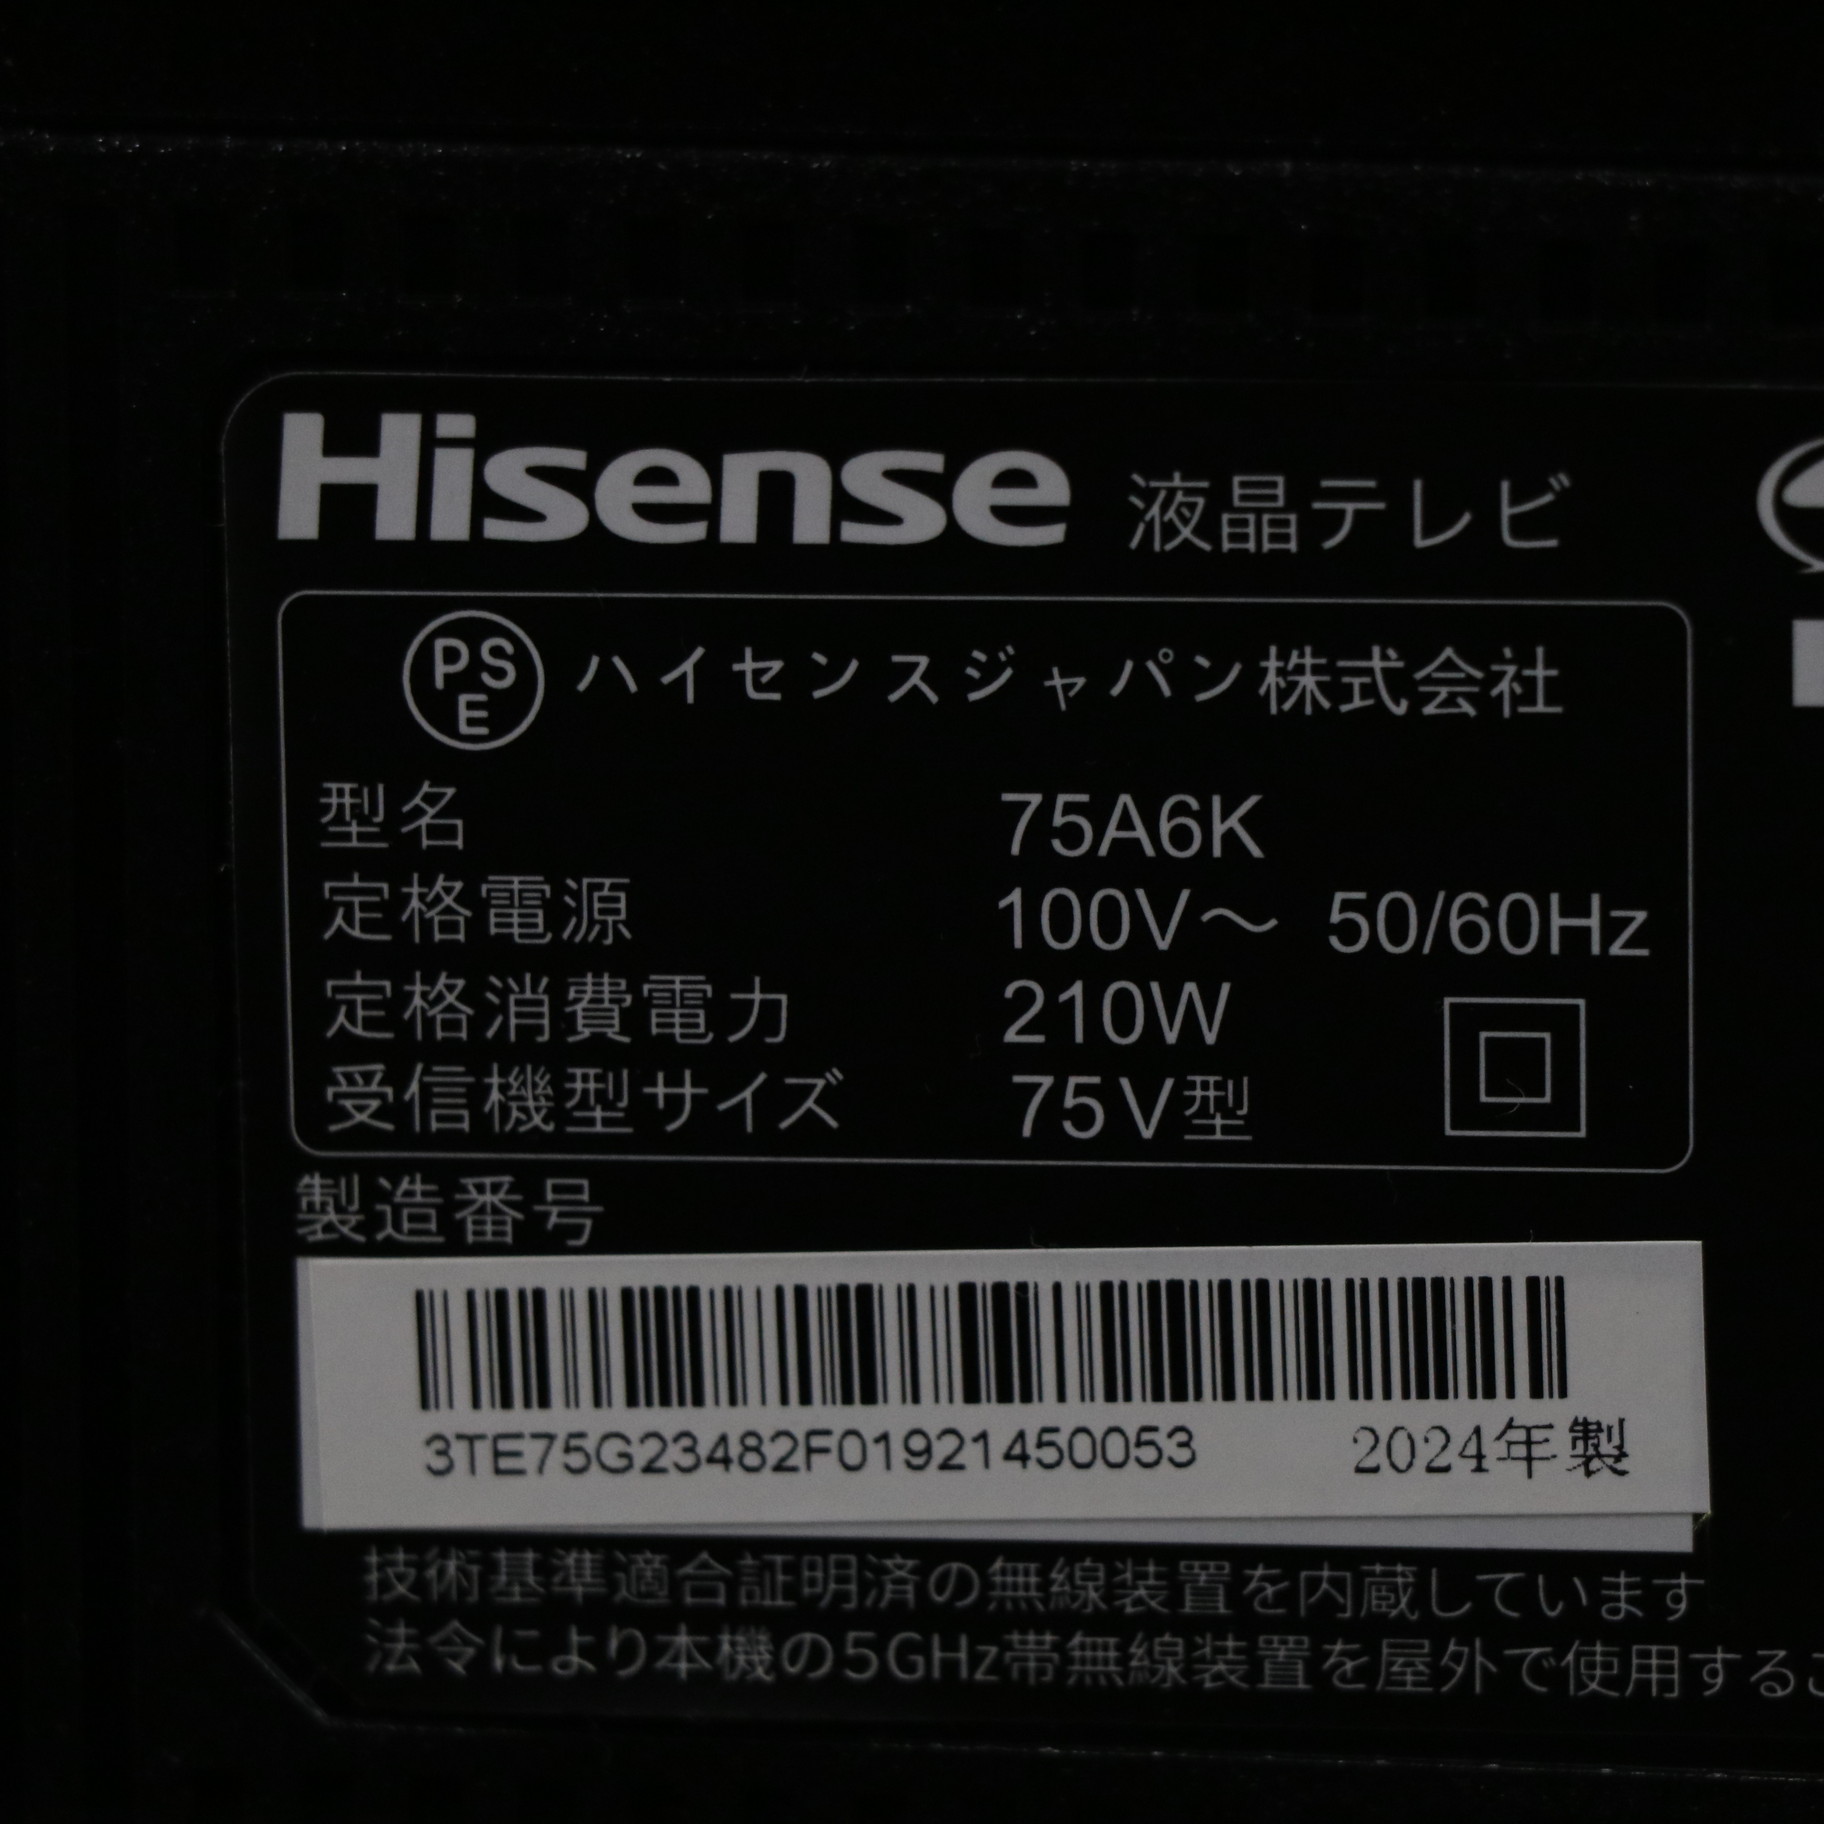 Hisense 液晶テレビ
PS
E
ハイセンスジャパン株式会社
型名 75A6K
定格電源 100V～ 50/60Hz
定格消費電力 210W
受信機型サイズ 75V型
製造番号
3TE75G23482F01921450053 2024年製
技術基準適合証明済の無線装置を内蔵しています
法令により本機の5GHz帯無線装置を屋外で使用するこ